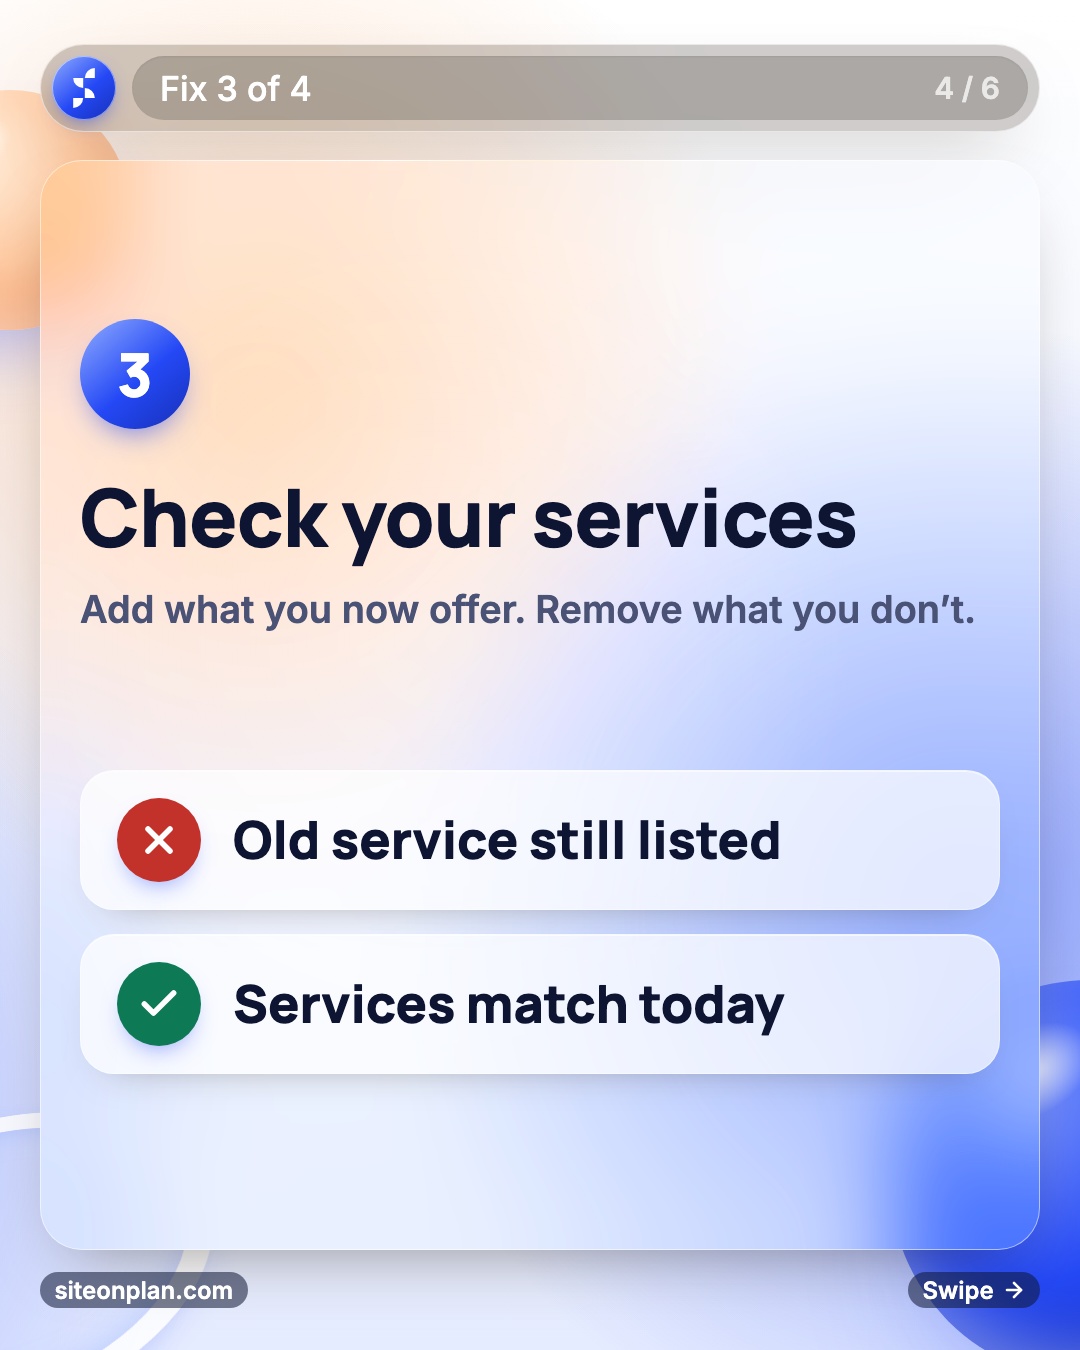 Fix 3 of 4
4 / 6
3
Check your services
Add what you now offer. Remove what you don’t.
Old service still listed
Services match today
siteonplan.com
Swipe →